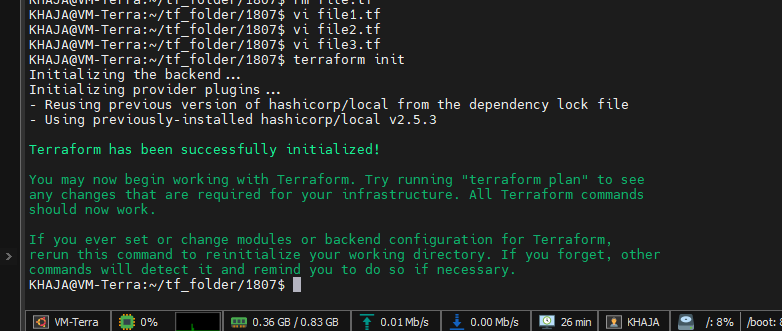 KHAJA@VM-Terra:~/tf_folder/1807$ rm file.tf
KHAJA@VM-Terra:~/tf_folder/1807$ vi file1.tf
KHAJA@VM-Terra:~/tf_folder/1807$ vi file2.tf
KHAJA@VM-Terra:~/tf_folder/1807$ vi file3.tf
KHAJA@VM-Terra:~/tf_folder/1807$ terraform init
Initializing the backend...
Initializing provider plugins...
- Reusing previous version of hashicorp/local from the dependency lock file
- Using previously-installed hashicorp/local v2.5.3
Terraform has been successfully initialized!
You may now begin working with Terraform. Try running "terraform plan" to see
any changes that are required for your infrastructure. All Terraform commands
should now work.
If you ever set or change modules or backend configuration for Terraform,
rerun this command to reinitialize your working directory. If you forget, other
commands will detect it and remind you to do so if necessary.
KHAJA@VM-Terra:~/tf_folder/1807$
VM-Terra 0% 0.36 GB / 0.83 GB 0.01 Mb/s 0.00 Mb/s 26 min KHAJA /: 8% /boot: